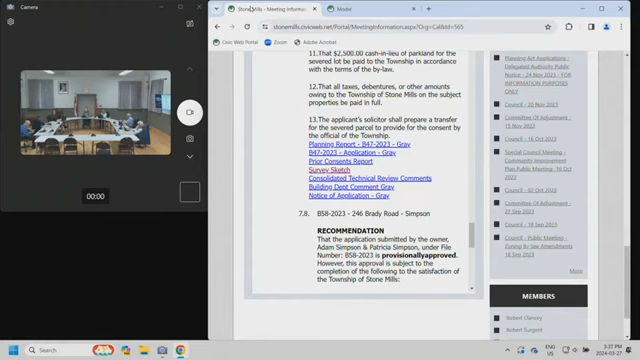 Camera
StoneMills - Meeting Informati
Model
stonemills.civicweb.net/Portal/MeetingInformation.aspx?Org=Cal&Id=565
Civic Web Portal
Zoom
Adobe Acrobat
11.That $2,500.00 cash-in-lieu of parkland for the
severed lot be paid to the Township in accordance
with the terms of the by-law.
12.That all taxes, debentures, or other amounts
owing to the Township of Stone Mills on the subject
properties be paid in full.
13.The applicant's solicitor shall prepare a transfer
for the severed parcel to provide for the consent by
the official of the Township.
Planning Report - B47-2023 - Gray
B47-2023 - Application - Gray
Prior Consents Report
Survey Sketch
Consolidated Technical Review Comments
Building Dept Comment Gray
Notice of Application - Gray
7.8. B58-2023 - 246 Brady Road - Simpson
RECOMMENDATION
That the application submitted by the owner,
Adam Simpson & Patricia Simpson, under File
Number: B58-2023 is provisionallyapproved.
However, this approval is subject to the
completion of the following to the satisfaction of
the Township of Stone Mills:
Planning Act Applications -
Delegated Authority Public
Notice - 24 Nov 2023 - FOR
INFORMATION PURPOSES
ONLY
Council - 20 Nov 2023
Committee Of Adjustment -
15 Nov 2023
Council - 16 Oct 2023
Special Council Meeting -
Community Improvement
Plan Public Meeting - 16 Oct
2023
Council - 02 Oct 2023
Committee Of Adjustment -
Council - 18 Sep 2023
Council - Public Meeting -
Zoning By-law Amendments
18 Sep 2023
More
MEMBERS
Robert Clancey
Robert Surgent
00:00
Search
ENG
US
5:37 PM
2024-03-27